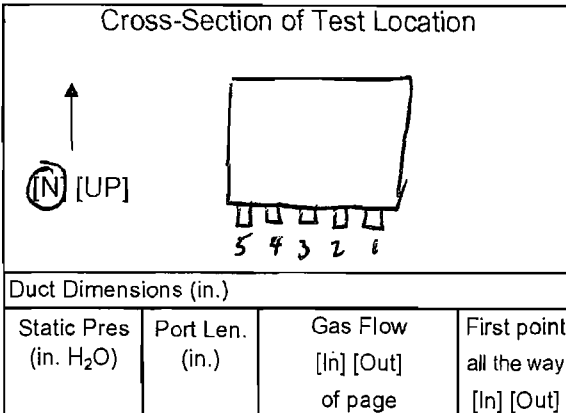 Cross-Section of Test Location
[N] [UP]
5 4 3 2 1
Duct Dimensions (in.)
Static Pres (in. H₂O)
Port Len. (in.)
Gas Flow [In] [Out] of page
First point all the way [In] [Out]